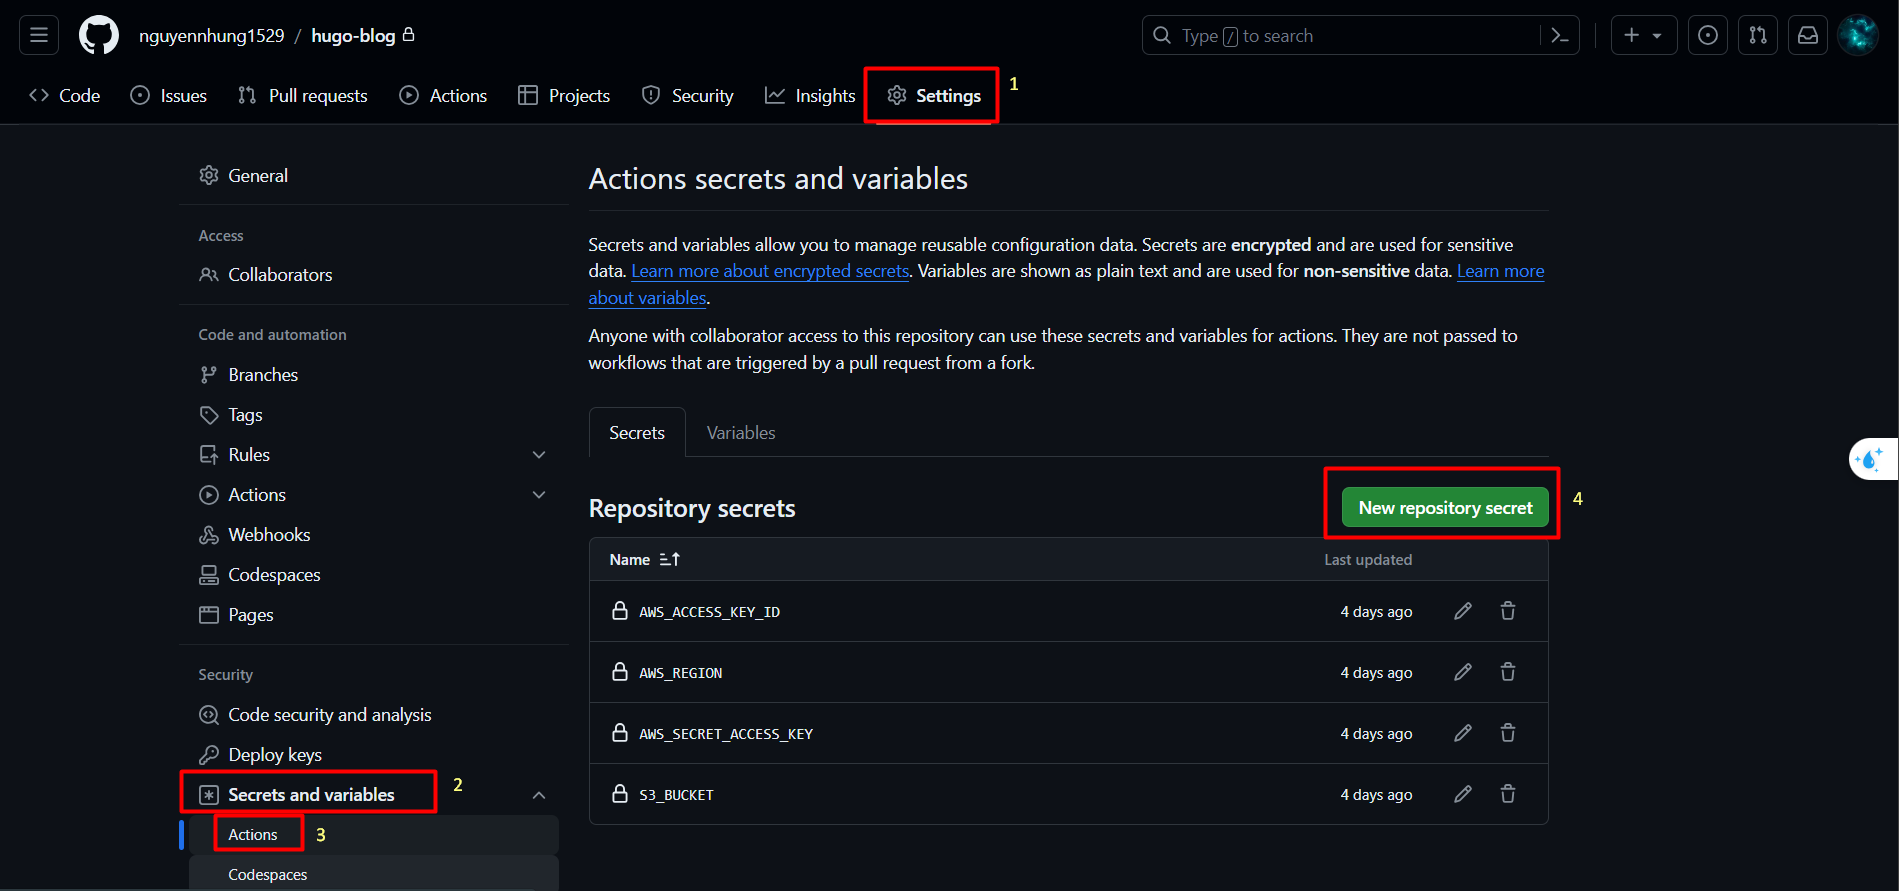 nguyennhung1529 / hugo-blog
Type / to search
Code
Issues
Pull requests
Actions
Projects
Security
Insights
Settings
1
General
Access
Collaborators
Code and automation
Branches
Tags
Rules
Actions
Webhooks
Codespaces
Pages
Security
Code security and analysis
Deploy keys
Secrets and variables
2
Actions
3
Codespaces
Actions secrets and variables
Secrets and variables allow you to manage reusable configuration data. Secrets are encrypted and are used for sensitive
data. Learn more about encrypted secrets. Variables are shown as plain text and are used for non-sensitive data. Learn more
about variables.
Anyone with collaborator access to this repository can use these secrets and variables for actions. They are not passed to
workflows that are triggered by a pull request from a fork.
Secrets
Variables
Repository secrets
New repository secret
4
Name
Last updated
AWS_ACCESS_KEY_ID
4 days ago
AWS_REGION
4 days ago
AWS_SECRET_ACCESS_KEY
4 days ago
S3_BUCKET
4 days ago